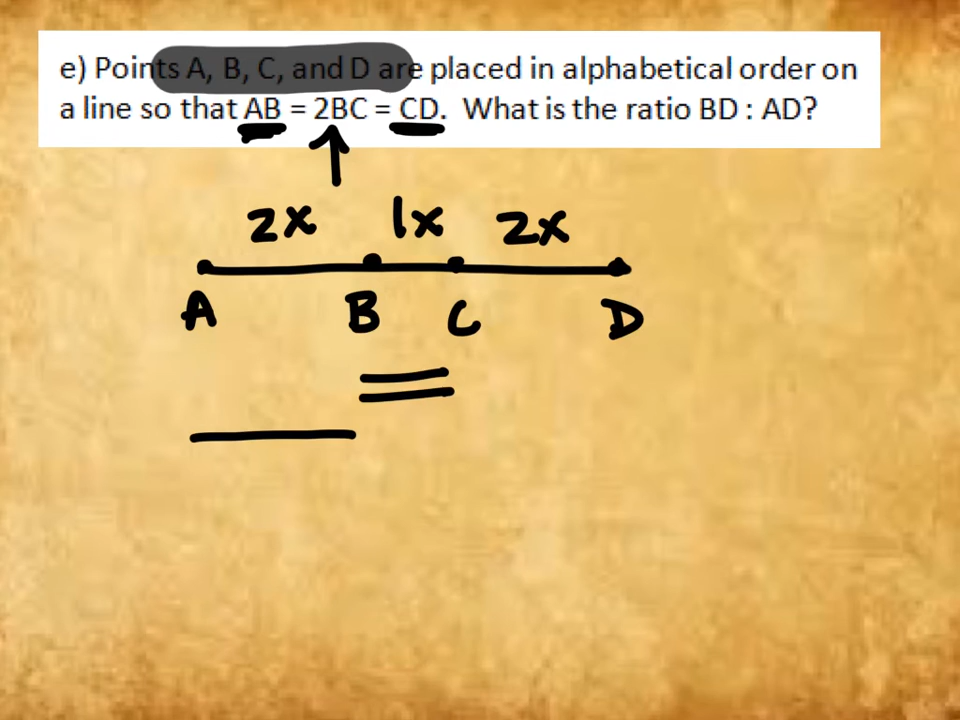 e) Points A, B, C, and D are placed in alphabetical order on
a line so that AB = 2BC = CD. What is the ratio BD : AD?
2x 1x 2x
A B C D